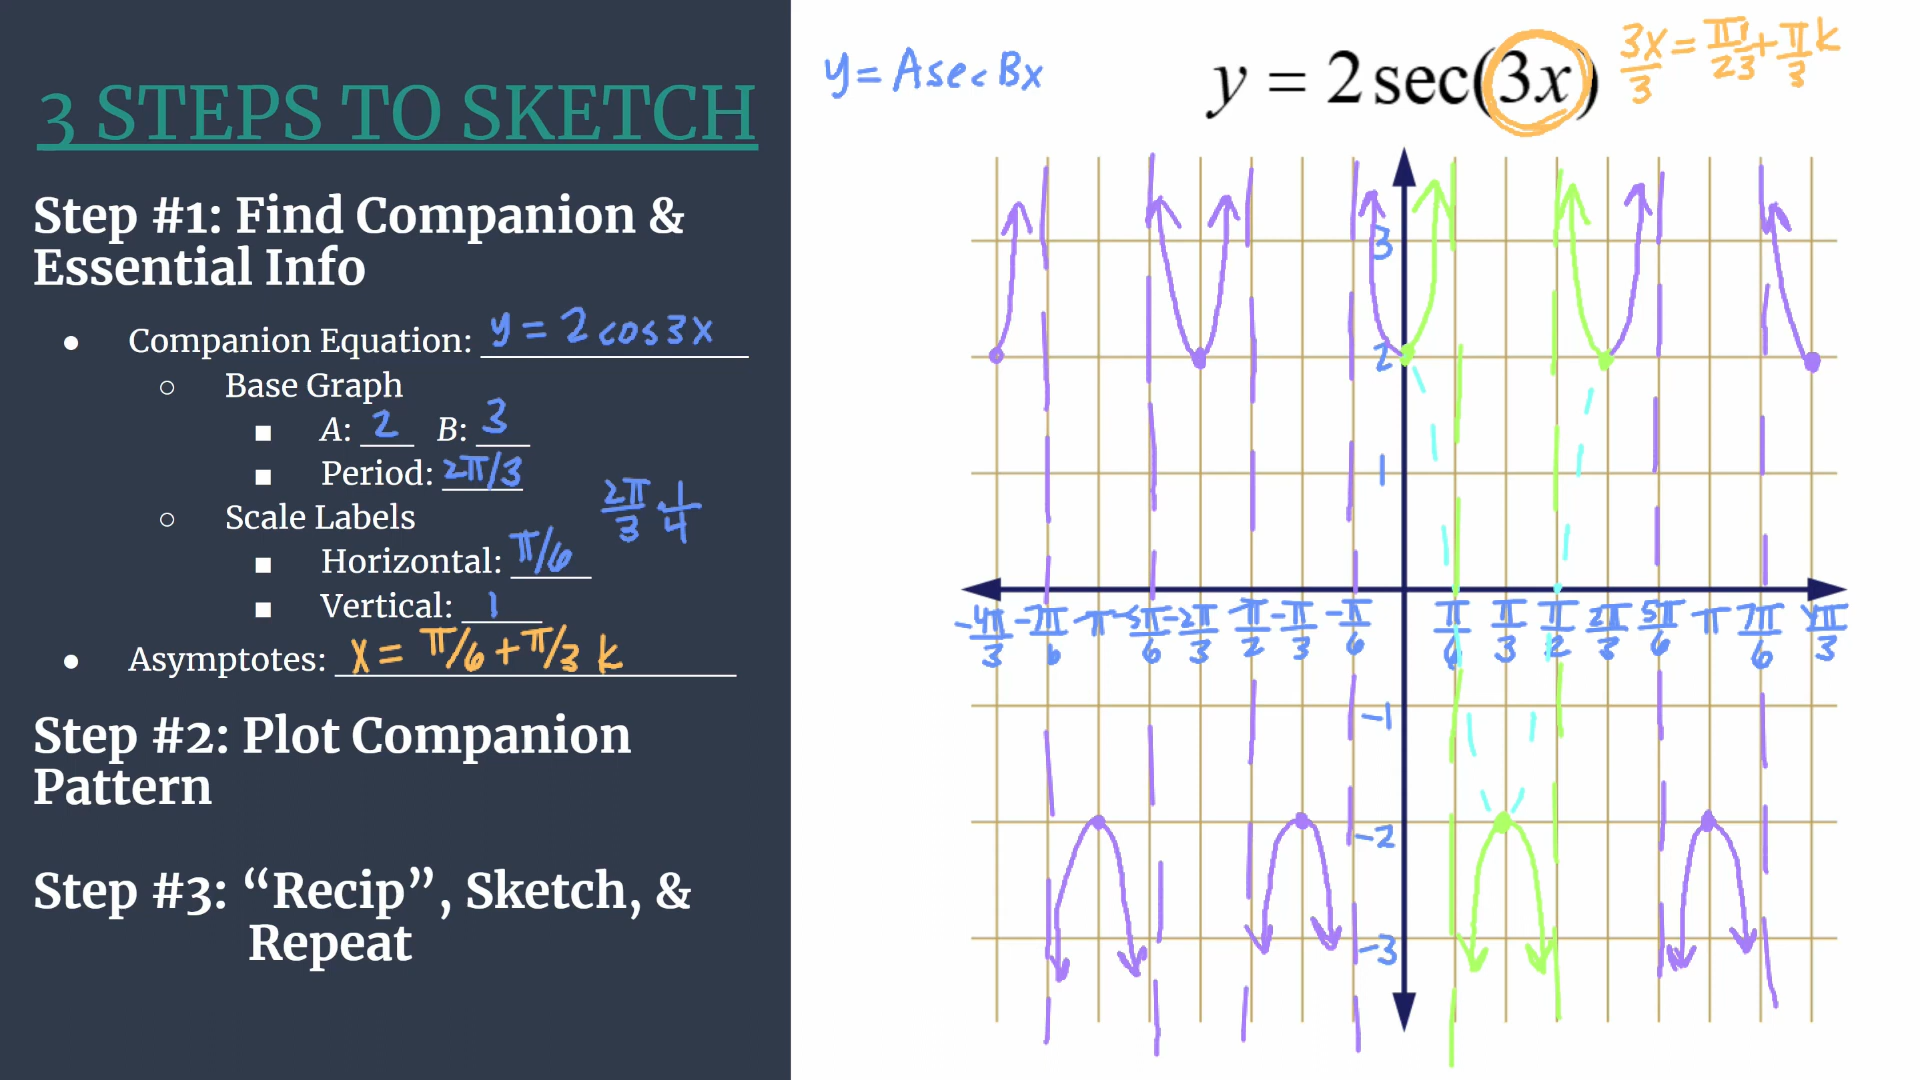 3 STEPS TO SKETCH
Step #1: Find Companion &
Essential Info
● Companion Equation: y = 2 cos 3x
○ Base Graph
■ A: 2 B: 3
■ Period: 2π/3
○ Scale Labels
2π/3 · 1/4
■ Horizontal: π/6
■ Vertical: 1
● Asymptotes: x = π/6 + π/3 k
Step #2: Plot Companion
Pattern
Step #3: “Recip”, Sketch, &
Repeat
y = A sec Bx
y = 2 sec(3x)
3x/3 = π/2 1/3 + π/3 k
3
2
1
-4π/3 -7π/6 -π -5π/6 -2π/3 -π/2 -π/3 -π/6 π/6 π/3 π/2 2π/3 5π/6 π 7π/6 4π/3
-1
-2
-3